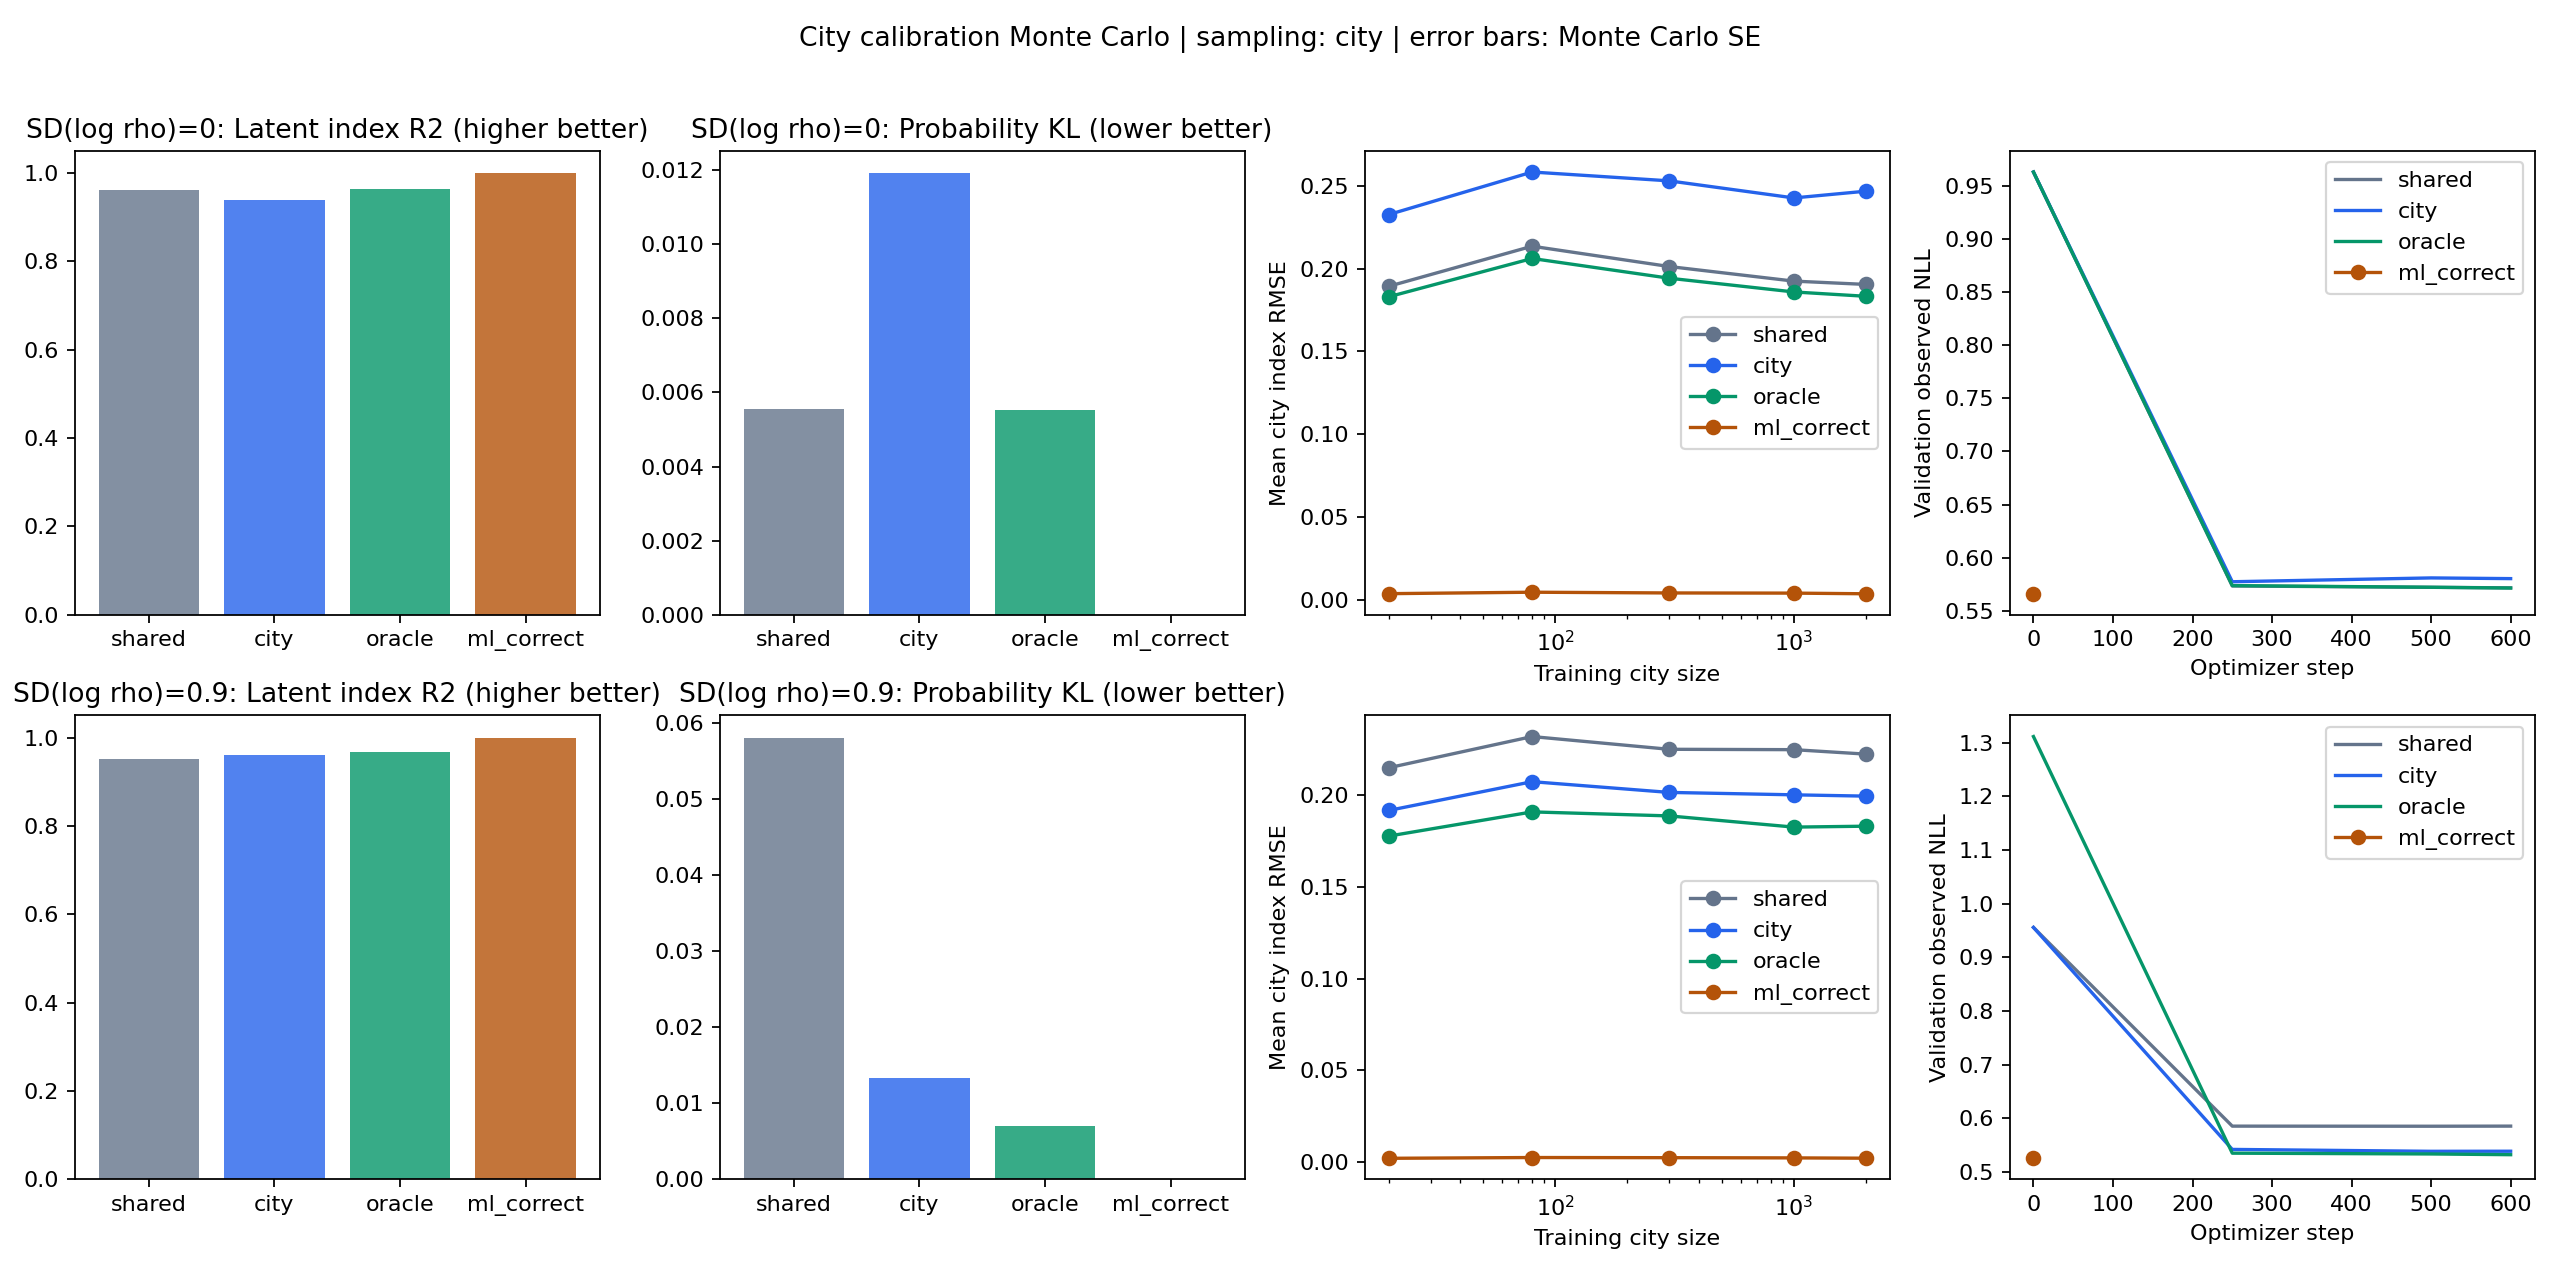 City calibration Monte Carlo | sampling: city | error bars: Monte Carlo SE
SD(log rho)=0: Latent index R2 (higher better)
1.0
0.8
0.6
0.4
0.2
0.0
shared city oracle ml_correct
SD(log rho)=0: Probability KL (lower better)
0.012
0.010
0.008
0.006
0.004
0.002
0.000
shared city oracle ml_correct
Mean city index RMSE
0.25
0.20
0.15
0.10
0.05
0.00
shared
city
oracle
ml_correct
10² 10³
Training city size
Validation observed NLL
0.95
0.90
0.85
0.80
0.75
0.70
0.65
0.60
0.55
shared
city
oracle
ml_correct
0 100 200 300 400 500 600
Optimizer step
SD(log rho)=0.9: Latent index R2 (higher better)
1.0
0.8
0.6
0.4
0.2
0.0
shared city oracle ml_correct
SD(log rho)=0.9: Probability KL (lower better)
0.06
0.05
0.04
0.03
0.02
0.01
0.00
shared city oracle ml_correct
Mean city index RMSE
0.20
0.15
0.10
0.05
0.00
shared
city
oracle
ml_correct
10² 10³
Training city size
Validation observed NLL
1.3
1.2
1.1
1.0
0.9
0.8
0.7
0.6
0.5
shared
city
oracle
ml_correct
0 100 200 300 400 500 600
Optimizer step